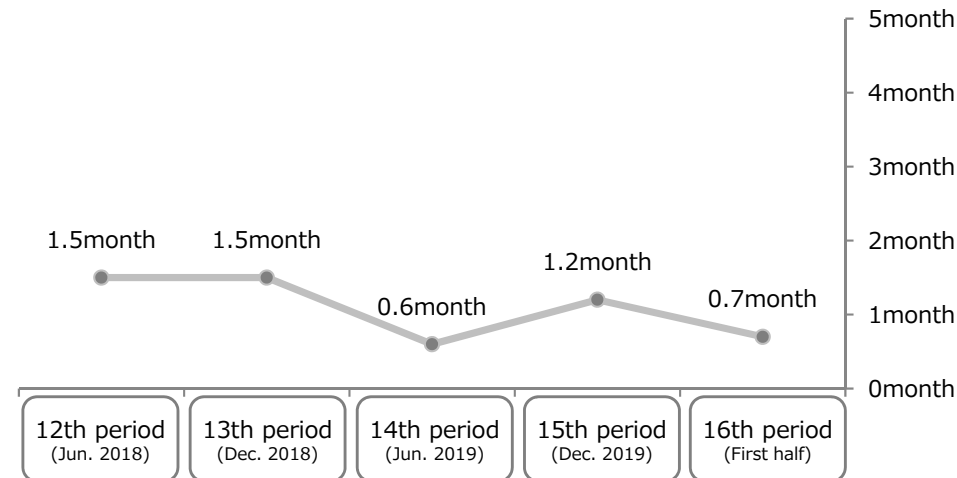 5month
4month
3month
2month
1month
0month
1.5month
1.5month
0.6month
1.2month
0.7month
12th period
(Jun. 2018)
13th period
(Dec. 2018)
14th period
(Jun. 2019)
15th period
(Dec. 2019)
16th period
(First half)